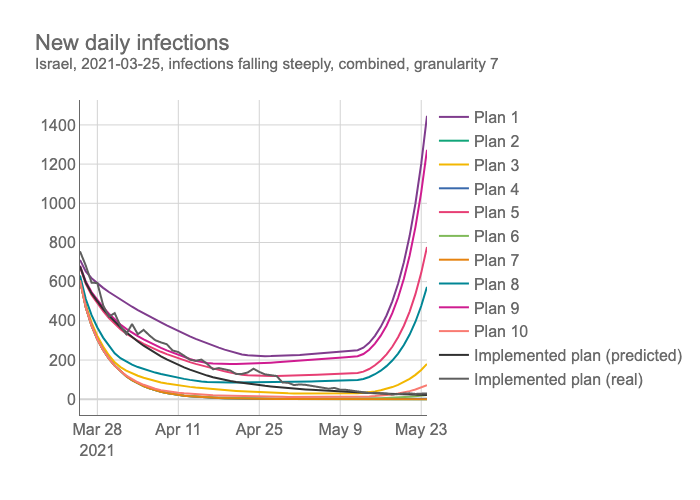 New daily infections
Israel, 2021-03-25, infections falling steeply, combined, granularity 7
1400
1200
1000
800
600
400
200
0
Mar 28
2021
Apr 11
Apr 25
May 9
May 23
Plan 1
Plan 2
Plan 3
Plan 4
Plan 5
Plan 6
Plan 7
Plan 8
Plan 9
Plan 10
Implemented plan (predicted)
Implemented plan (real)